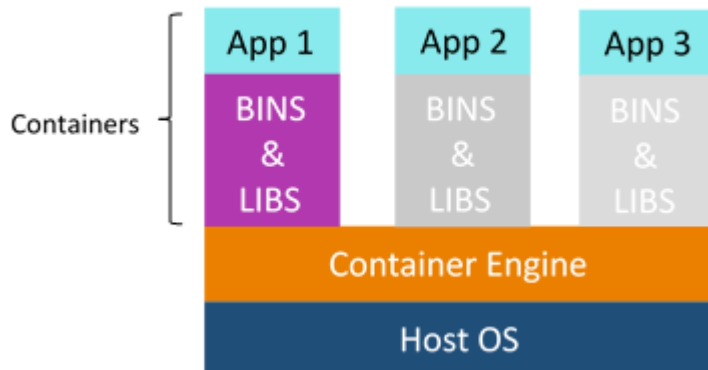 App 1
App 2
App 3
Containers
BINS
&
LIBS
BINS
&
LIBS
BINS
&
LIBS
Container Engine
Host OS